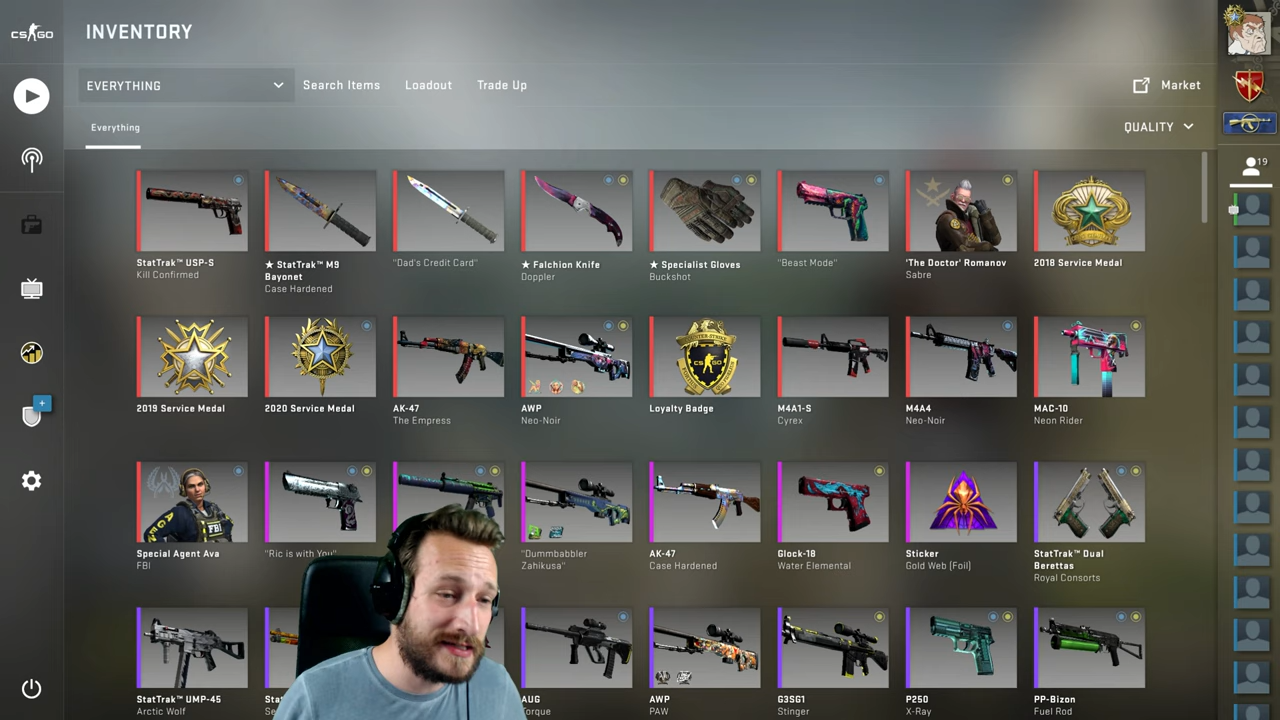 CS:GO
INVENTORY
EVERYTHING
Search Items
Loadout
Trade Up
Market
Everything
QUALITY
19
StatTrak™ USP-S
Kill Confirmed
★ StatTrak™ M9
Bayonet
Case Hardened
"Dad's Credit Card"
★ Falchion Knife
Doppler
★ Specialist Gloves
Buckshot
"Beast Mode"
'The Doctor' Romanov
Sabre
2018 Service Medal
2019 Service Medal
2020 Service Medal
AK-47
The Empress
AWP
Neo-Noir
Loyalty Badge
M4A1-S
Cyrex
M4A4
Neo-Noir
MAC-10
Neon Rider
FBI
Special Agent Ava
FBI
"Ric is with You"
"Dummbabbler
Zahikusa"
AK-47
Case Hardened
Glock-18
Water Elemental
Sticker
Gold Web (Foil)
StatTrak™ Dual
Berettas
Royal Consorts
StatTrak™ UMP-45
Arctic Wolf
AUG
AWP
PAW
G3SG1
Stinger
P250
X-Ray
PP-Bizon
Fuel Rod